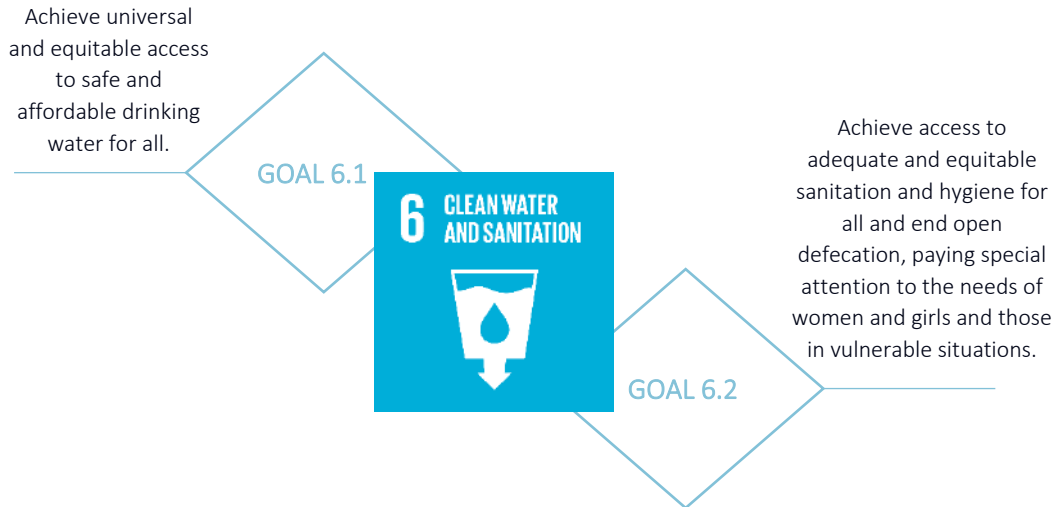 Achieve universal
and equitable access
to safe and
affordable drinking
water for all.
GOAL 6.1
6 CLEAN WATER
AND SANITATION
Achieve access to
adequate and equitable
sanitation and hygiene for
all and end open
defecation, paying special
attention to the needs of
women and girls and those
in vulnerable situations.
GOAL 6.2